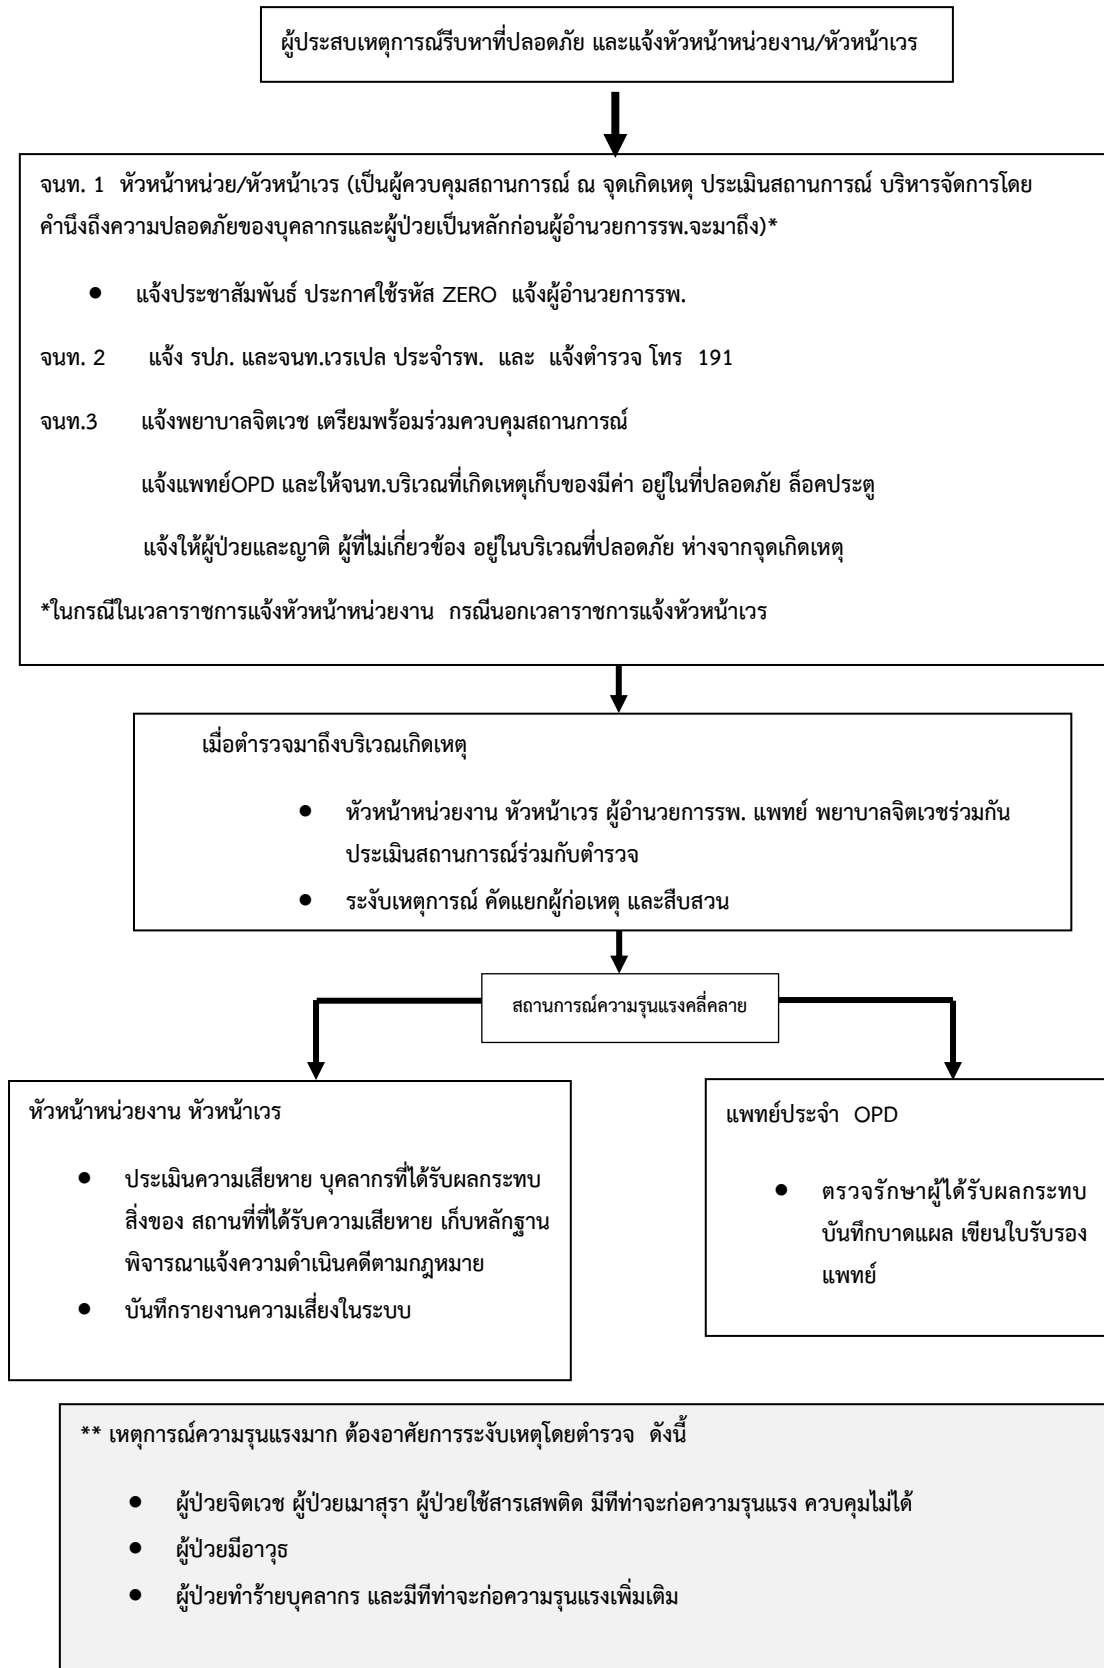 ผู้ประสบเหตุการณ์รีบหาที่ปลอดภัย และแจ้งหัวหน้าหน่วยงาน/หัวหน้าเวร
จนท. 1 หัวหน้าหน่วย/หัวหน้าเวร (เป็นผู้ควบคุมสถานการณ์ ณ จุดเกิดเหตุ ประเมินสถานการณ์ บริหารจัดการโดย
คำนึงถึงความปลอดภัยของบุคลากรและผู้ป่วยเป็นหลักก่อนผู้อำนวยการรพ.จะมาถึง)*
● แจ้งประชาสัมพันธ์ ประกาศใช้รหัส ZERO แจ้งผู้อำนวยการรพ.
จนท. 2 แจ้ง รปภ. และจนท.เวรเปล ประจำรพ. และ แจ้งตำรวจ โทร 191
จนท.3 แจ้งพยาบาลจิตเวช เตรียมพร้อมร่วมควบคุมสถานการณ์
แจ้งแพทย์OPD และให้จนท.บริเวณที่เกิดเหตุเก็บของมีค่า อยู่ในที่ปลอดภัย ล็อคประตู
แจ้งให้ผู้ป่วยและญาติ ผู้ที่ไม่เกี่ยวข้อง อยู่ในบริเวณที่ปลอดภัย ห่างจากจุดเกิดเหตุ
*ในกรณีในเวลาราชการแจ้งหัวหน้าหน่วยงาน กรณีนอกเวลาราชการแจ้งหัวหน้าเวร
เมื่อตำรวจมาถึงบริเวณเกิดเหตุ
● หัวหน้าหน่วยงาน หัวหน้าเวร ผู้อำนวยการรพ. แพทย์ พยาบาลจิตเวชร่วมกัน
ประเมินสถานการณ์ร่วมกับตำรวจ
● ระงับเหตุการณ์ คัดแยกผู้ก่อเหตุ และสืบสวน
สถานการณ์ความรุนแรงคลี่คลาย
หัวหน้าหน่วยงาน หัวหน้าเวร
● ประเมินความเสียหาย บุคลากรที่ได้รับผลกระทบ
สิ่งของ สถานที่ที่ได้รับความเสียหาย เก็บหลักฐาน
พิจารณาแจ้งความดำเนินคดีตามกฎหมาย
● บันทึกรายงานความเสี่ยงในระบบ
แพทย์ประจำ OPD
● ตรวจรักษาผู้ได้รับผลกระทบ
บันทึกบาดแผล เขียนใบรับรอง
แพทย์
** เหตุการณ์ความรุนแรงมาก ต้องอาศัยการระงับเหตุโดยตำรวจ ดังนี้
● ผู้ป่วยจิตเวช ผู้ป่วยเมาสุรา ผู้ป่วยใช้สารเสพติด มีทีท่าจะก่อความรุนแรง ควบคุมไม่ได้
● ผู้ป่วยมีอาวุธ
● ผู้ป่วยทำร้ายบุคลากร และมีทีท่าจะก่อความรุนแรงเพิ่มเติม